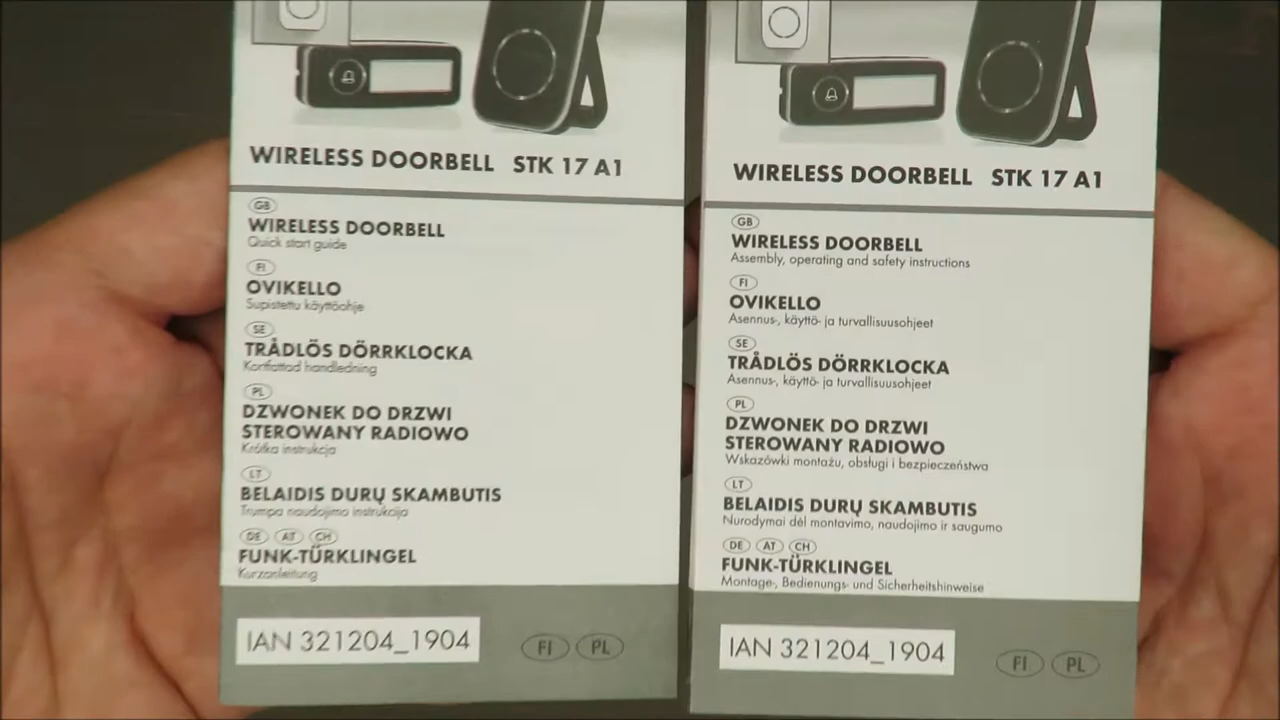 WIRELESS DOORBELL STK 17 A1
GB
WIRELESS DOORBELL
Quick start guide
FI
OVIKELLO
Supistettu käyttöohje
SE
TRÅDLÖS DÖRRKLOCKA
Kortfattad handledning
PL
DZWONEK DO DRZWI
STEROWANY RADIOWO
Krótka instrukcja
LT
BELAIDIS DURŲ SKAMBUTIS
Trumpa naudojimo instrukcija
DE AT CH
FUNK-TÜRKLINGEL
Kurzanleitung
IAN 321204_1904
FI PL
WIRELESS DOORBELL STK 17 A1
GB
WIRELESS DOORBELL
Assembly, operating and safety instructions
FI
OVIKELLO
Asennus-, käyttö- ja turvallisuusohjeet
SE
TRÅDLÖS DÖRRKLOCKA
Asennus-, käyttö- ja turvallisuusohjeet
PL
DZWONEK DO DRZWI
STEROWANY RADIOWO
Wskazówki montażu, obsługi i bezpieczeństwa
LT
BELAIDIS DURŲ SKAMBUTIS
Nurodymai dėl montavimo, naudojimo ir saugumo
DE AT CH
FUNK-TÜRKLINGEL
Montage-, Bedienungs- und Sicherheitshinweise
IAN 321204_1904
FI PL